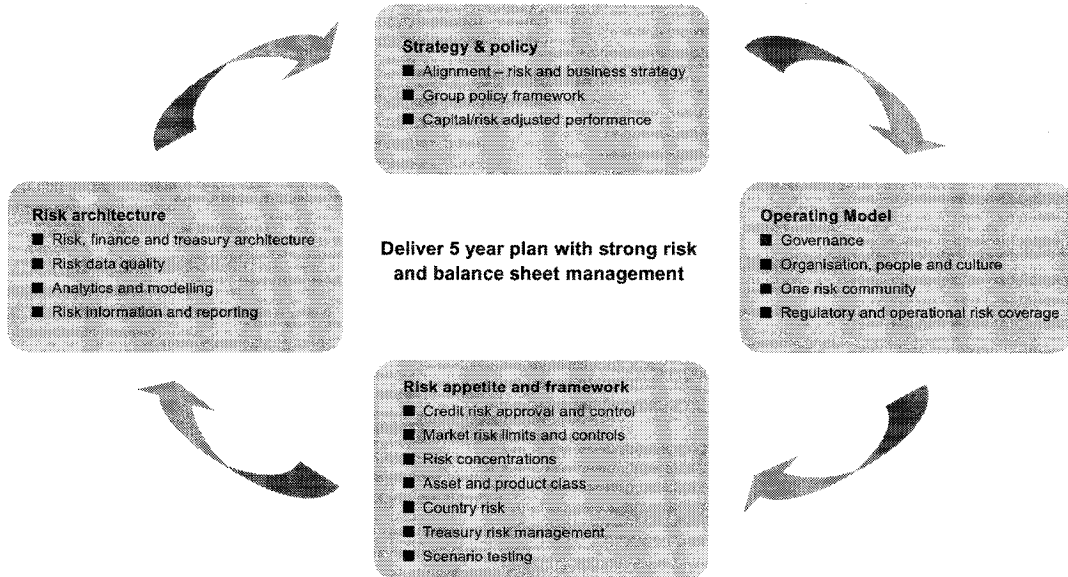 Strategy & policy
■ Alignment – risk and business strategy
■ Group policy framework
■ Capital/risk adjusted performance
Risk architecture
■ Risk, finance and treasury architecture
■ Risk data quality
■ Analytics and modelling
■ Risk information and reporting
Deliver 5 year plan with strong risk
and balance sheet management
Operating Model
■ Governance
■ Organisation, people and culture
■ One risk community
■ Regulatory and operational risk coverage
Risk appetite and framework
■ Credit risk approval and control
■ Market risk limits and controls
■ Risk concentrations
■ Asset and product class
■ Country risk
■ Treasury risk management
■ Scenario testing